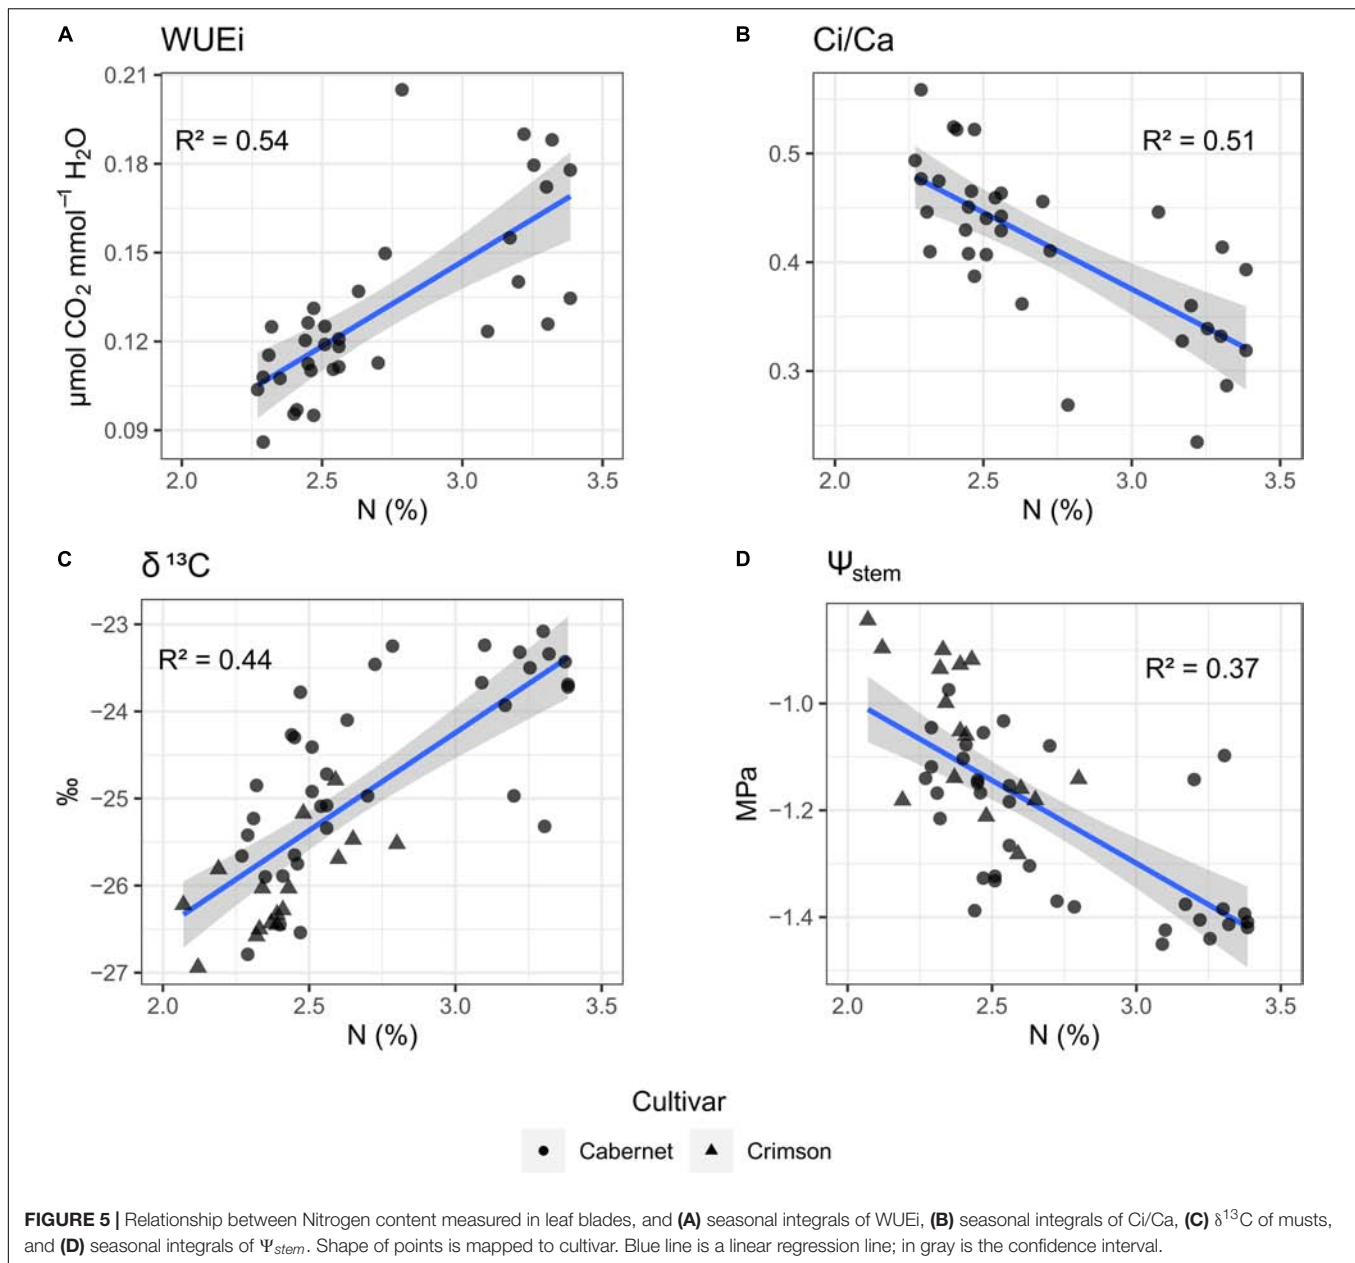 A WUEi
R² = 0.54
µmol CO₂ mmol⁻¹ H₂O
0.21
0.18
0.15
0.12
0.09
2.0 2.5 3.0 3.5
N (%)
B Ci/Ca
R² = 0.51
0.5
0.4
0.3
2.0 2.5 3.0 3.5
N (%)
C δ ¹³C
R² = 0.44
‰
−23
−24
−25
−26
−27
2.0 2.5 3.0 3.5
N (%)
D Ψstem
R² = 0.37
MPa
−1.0
−1.2
−1.4
2.0 2.5 3.0 3.5
N (%)
Cultivar
Cabernet Crimson
FIGURE 5 | Relationship between Nitrogen content measured in leaf blades, and (A) seasonal integrals of WUEi, (B) seasonal integrals of Ci/Ca, (C) δ¹³C of musts,
and (D) seasonal integrals of Ψstem. Shape of points is mapped to cultivar. Blue line is a linear regression line; in gray is the confidence interval.